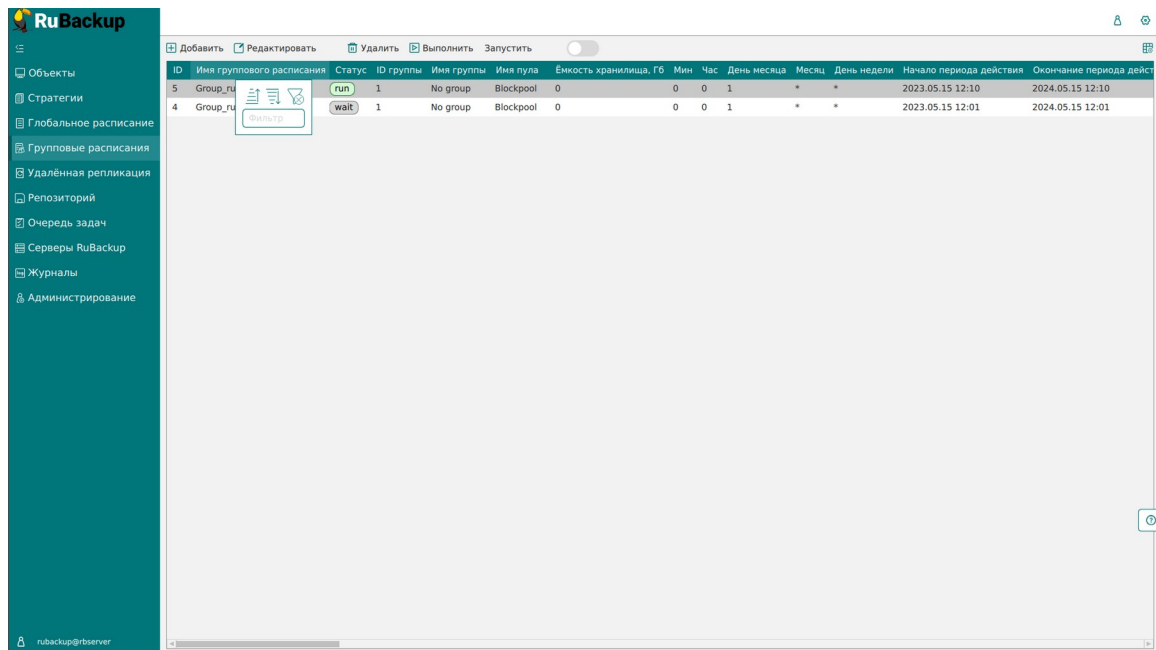 RuBackup
Добавить Редактировать Удалить Выполнить Запустить
Объекты
Стратегии
Глобальное расписание
Групповые расписания
Удалённая репликация
Репозиторий
Очередь задач
Серверы RuBackup
Журналы
Администрирование
rubackup@rbserver
ID Имя группового расписания Статус ID группы Имя группы Имя пула Ёмкость хранилища, Гб Мин Час День месяца Месяц День недели Начало периода действия Окончание периода дейст
5 Group_ru run 1 No group Blockpool 0 0 0 1 * * 2023.05.15 12:10 2024.05.15 12:10
4 Group_ru wait 1 No group Blockpool 0 0 0 1 * * 2023.05.15 12:01 2024.05.15 12:01
Фильтр